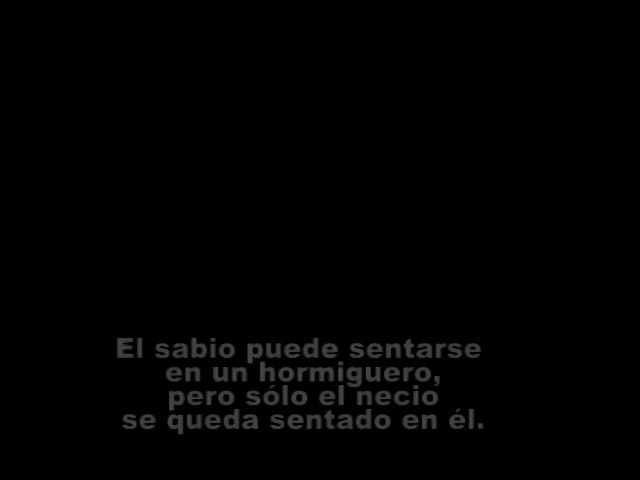 El sabio puede sentarse
en un hormiguero,
pero sólo el necio
se queda sentado en él.